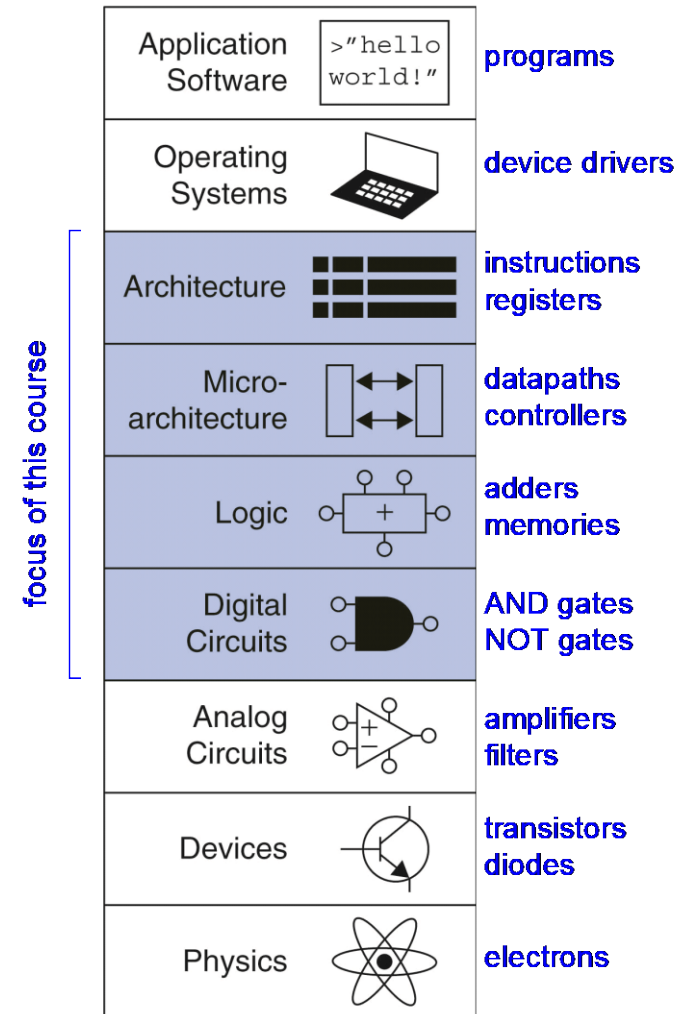 Application
Software
>"hello
world!"
programs
Operating
Systems
device drivers
focus of this course
Architecture
instructions
registers
Micro-
architecture
datapaths
controllers
Logic
+
adders
memories
Digital
Circuits
AND gates
NOT gates
Analog
Circuits
+
−
amplifiers
filters
Devices
transistors
diodes
Physics
electrons